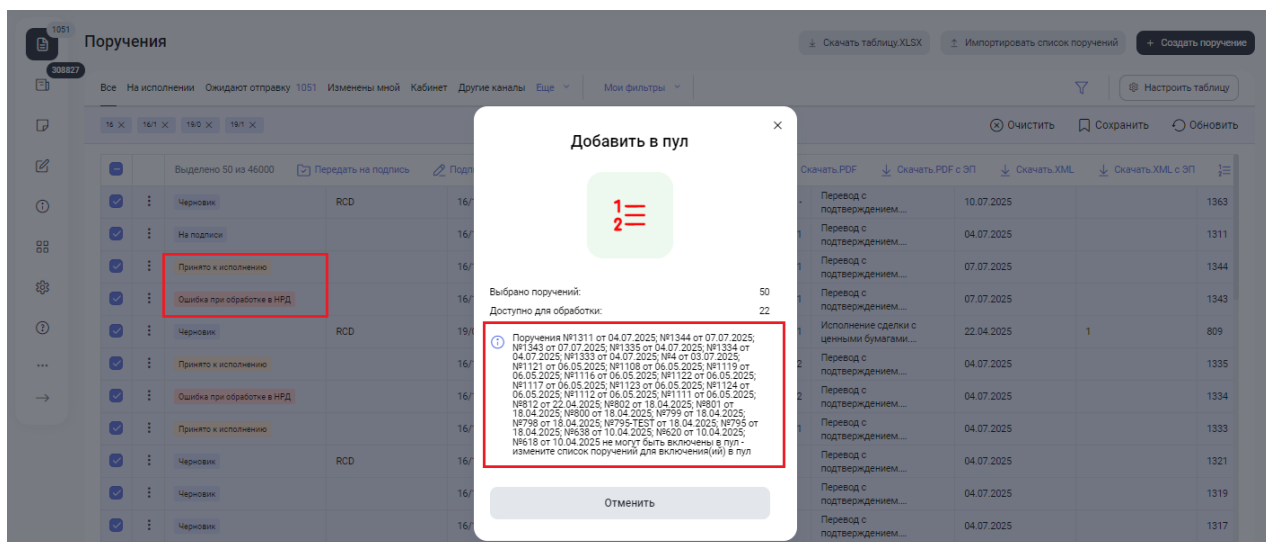 1051
Поручения
Скачать таблицу.XLSX
Импортировать список поручений
+ Создать поручение
308827
Все На исполнении Ожидают отправку 1051 Изменены мной Кабинет Другие каналы Еще
Мои фильтры
Настроить таблицу
16 × 16/1 × 19/0 × 19/1 ×
Очистить
Сохранить
Обновить
Выделено 50 из 46000
Передать на подпись
Скачать.PDF
Скачать.PDF с ЭП
Скачать.XML
Скачать.XML с ЭП
Черновик RCD 16/ Перевод с подтверждением.... 10.07.2025 1363
На подписи 16/ Перевод с подтверждением.... 04.07.2025 1311
Принято к исполнению 16/ Перевод с подтверждением.... 07.07.2025 1344
Ошибка при обработке в НРД 16/ Перевод с подтверждением.... 07.07.2025 1343
Черновик RCD Исполнение сделки с ценными бумагами.... 22.04.2025 1 809
Принято к исполнению 16/ Перевод с подтверждением.... 04.07.2025 1335
Ошибка при обработке в НРД 16/ Перевод с подтверждением.... 04.07.2025 1334
Принято к исполнению 16/ Перевод с подтверждением.... 04.07.2025 1333
Черновик RCD 16/ Перевод с подтверждением.... 04.07.2025 1321
Черновик 16/ Перевод с подтверждением.... 04.07.2025 1319
Черновик 16/ Перевод с подтверждением.... 04.07.2025 1317
Добавить в пул
1
2
Выбрано поручений: 50
Доступно для обработки: 22
Поручения №1311 от 04.07.2025; №1344 от 07.07.2025;
№1343 от 07.07.2025; №1335 от 04.07.2025; №1334 от
04.07.2025; №1333 от 04.07.2025; №4 от 03.07.2025;
№1121 от 06.05.2025; №1108 от 06.05.2025; №1119 от
06.05.2025; №1116 от 06.05.2025; №1122 от 06.05.2025;
№1117 от 06.05.2025; №1123 от 06.05.2025; №1124 от
06.05.2025; №1112 от 06.05.2025; №1111 от 06.05.2025;
№812 от 22.04.2025; №802 от 18.04.2025; №801 от
18.04.2025; №800 от 18.04.2025; №799 от 18.04.2025;
№798 от 18.04.2025; №795-TEST от 18.04.2025; №795 от
18.04.2025; №638 от 10.04.2025; №620 от 10.04.2025;
№618 от 10.04.2025 не могут быть включены в пул -
измените список поручений для включения(ий) в пул
Отменить